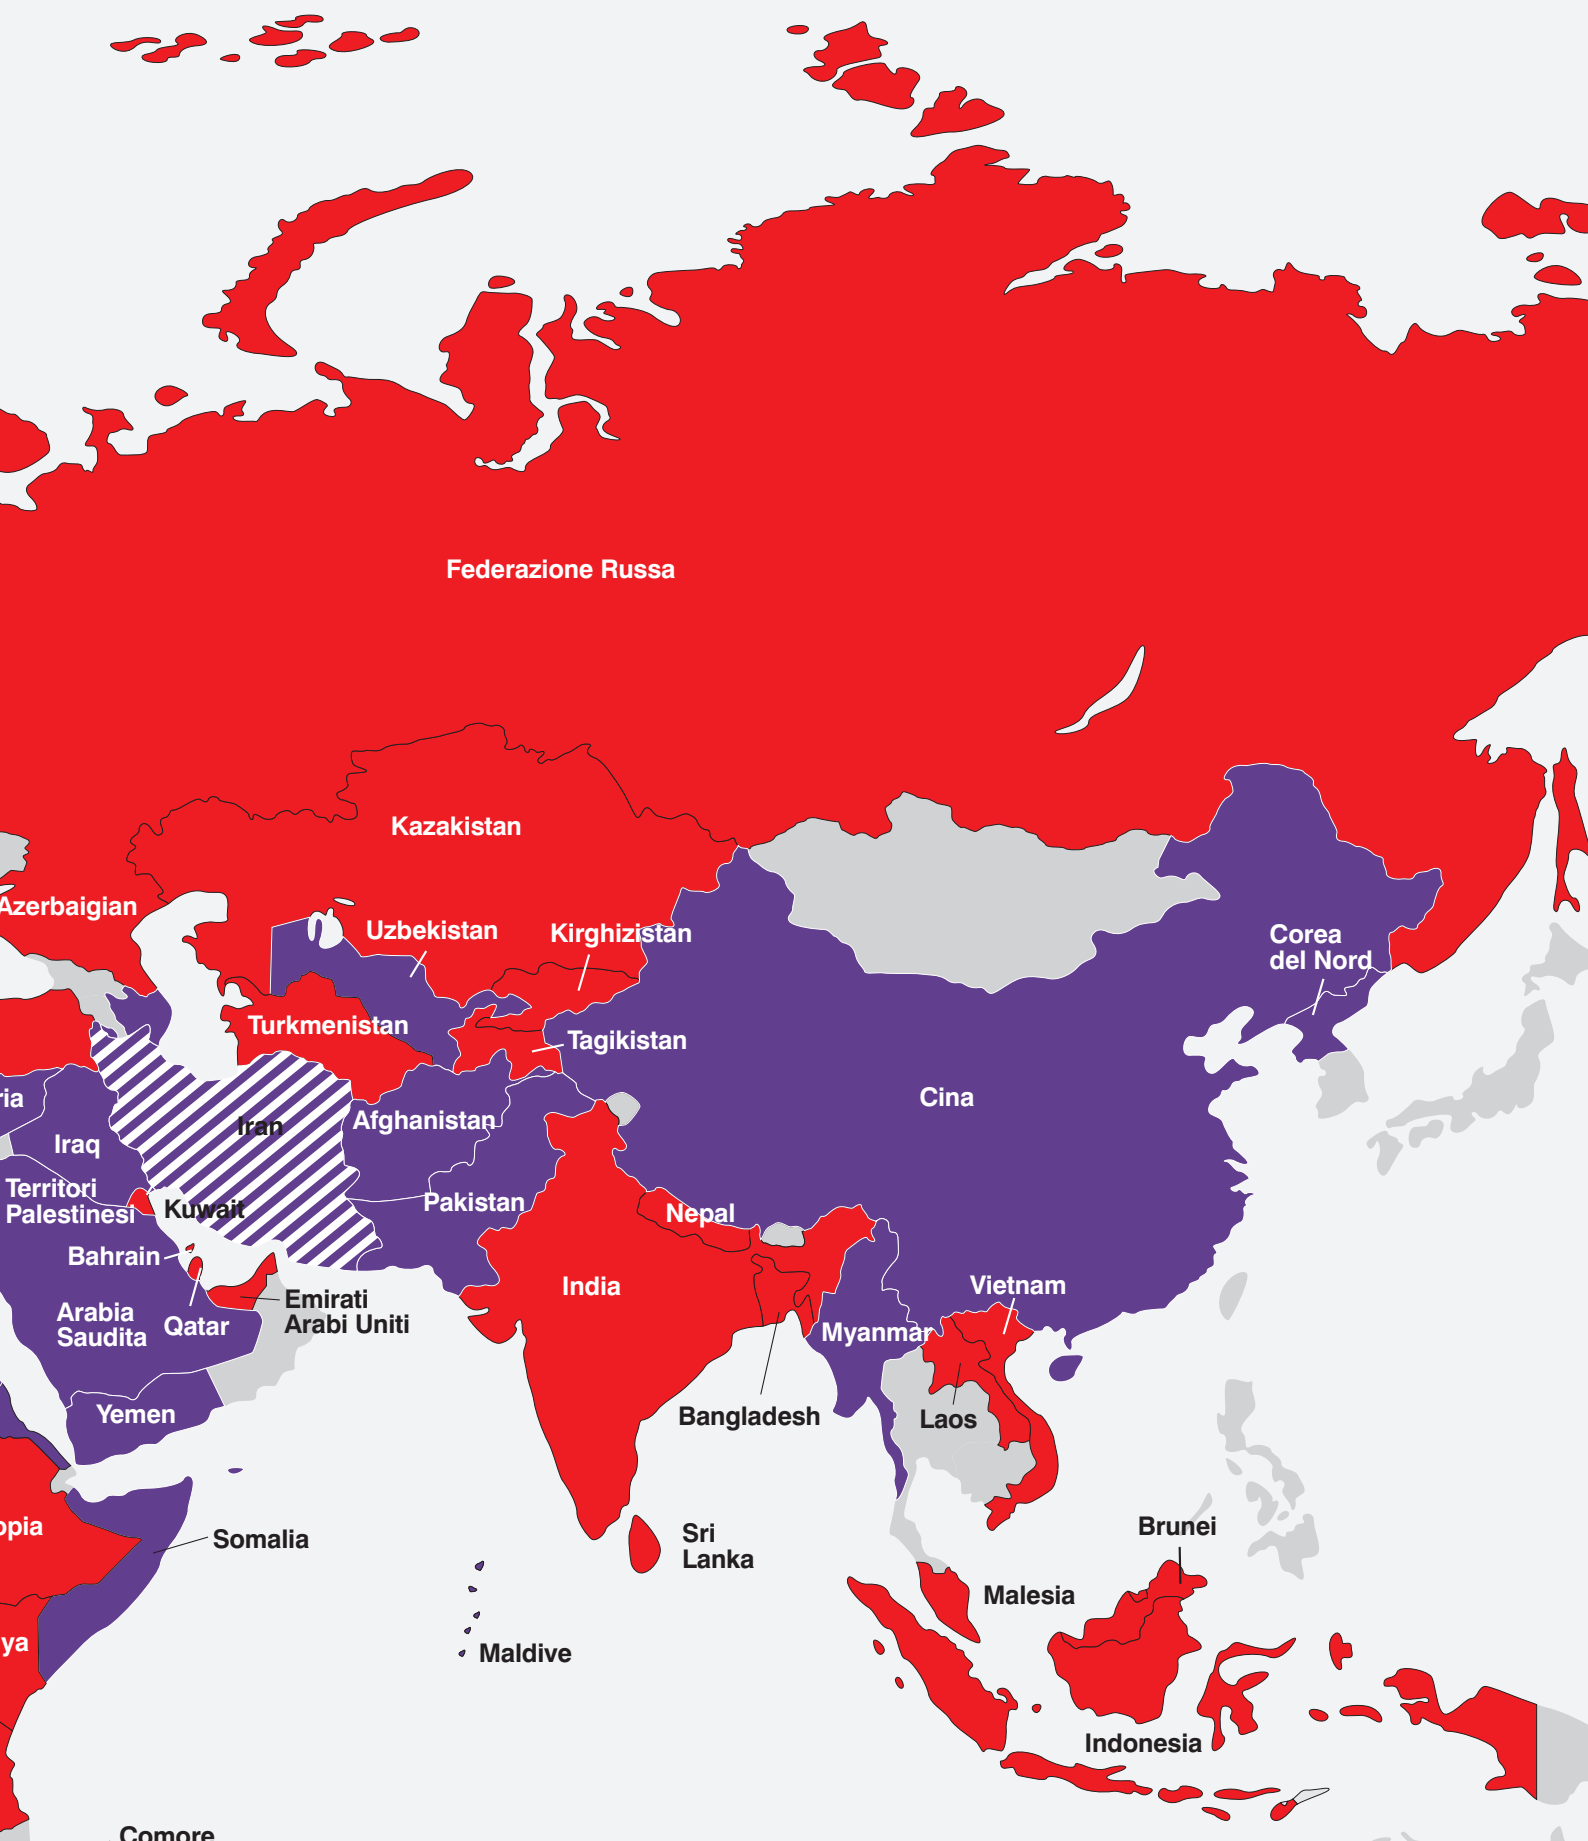 Federazione Russa
Kazakistan
Azerbaigian
Uzbekistan
Kirghizistan
Corea
del Nord
Turkmenistan
Tagikistan
Cina
ria
Afghanistan
Iran
Iraq
Territori
Palestinesi
Kuwait
Pakistan
Nepal
Bahrain
India
Vietnam
Emirati
Arabi Uniti
Arabia
Saudita
Qatar
Myanmar
Yemen
Bangladesh
Laos
opia
Somalia
Sri
Lanka
Brunei
Malesia
ya
Maldive
Indonesia
Comore